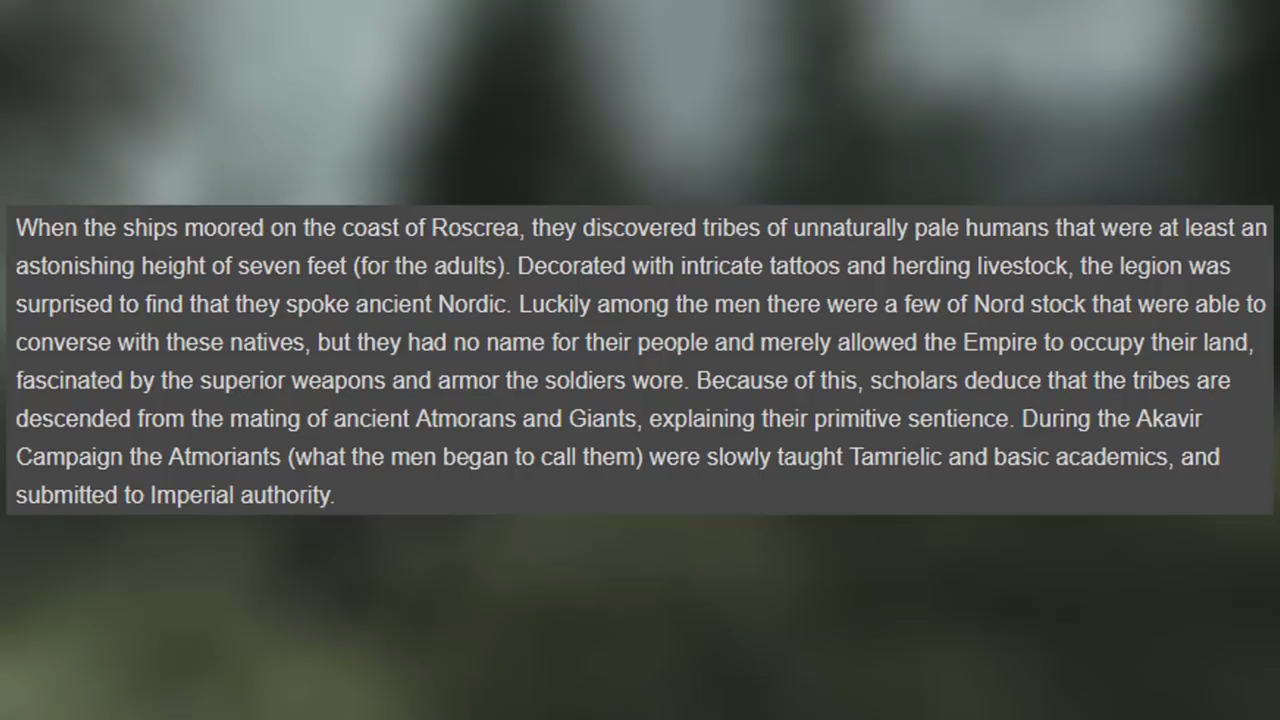 When the ships moored on the coast of Roscrea, they discovered tribes of unnaturally pale humans that were at least an
astonishing height of seven feet (for the adults). Decorated with intricate tattoos and herding livestock, the legion was
surprised to find that they spoke ancient Nordic. Luckily among the men there were a few of Nord stock that were able to
converse with these natives, but they had no name for their people and merely allowed the Empire to occupy their land,
fascinated by the superior weapons and armor the soldiers wore. Because of this, scholars deduce that the tribes are
descended from the mating of ancient Atmorans and Giants, explaining their primitive sentience. During the Akavir
Campaign the Atmoriants (what the men began to call them) were slowly taught Tamrielic and basic academics, and
submitted to Imperial authority.